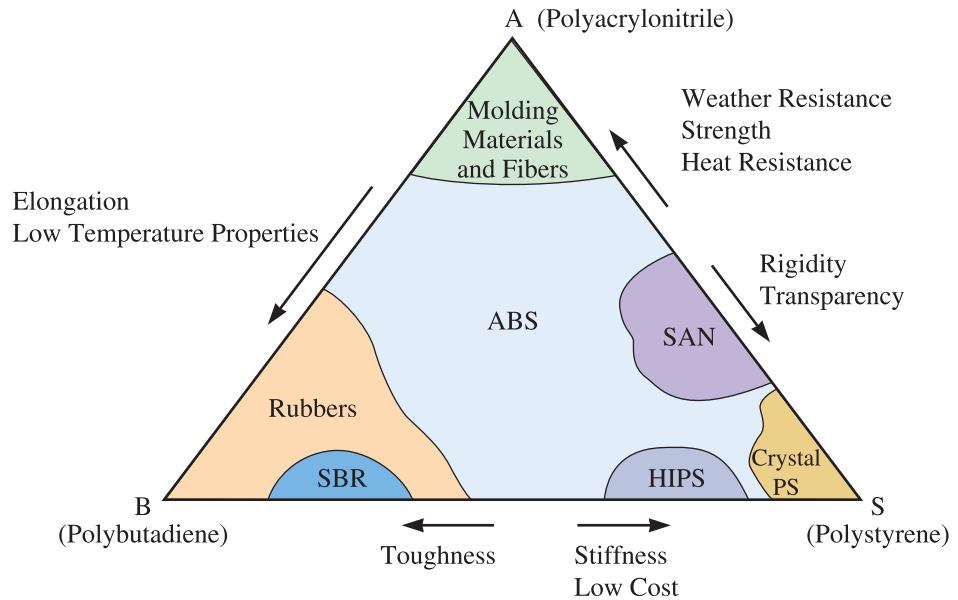 A (Polyacrylonitrile)
Molding
Materials
and Fibers
Weather Resistance
Strength
Heat Resistance
Elongation
Low Temperature Properties
Rigidity
Transparency
ABS
SAN
Rubbers
SBR
HIPS
Crystal
PS
B
(Polybutadiene)
S
(Polystyrene)
Toughness
Stiffness
Low Cost